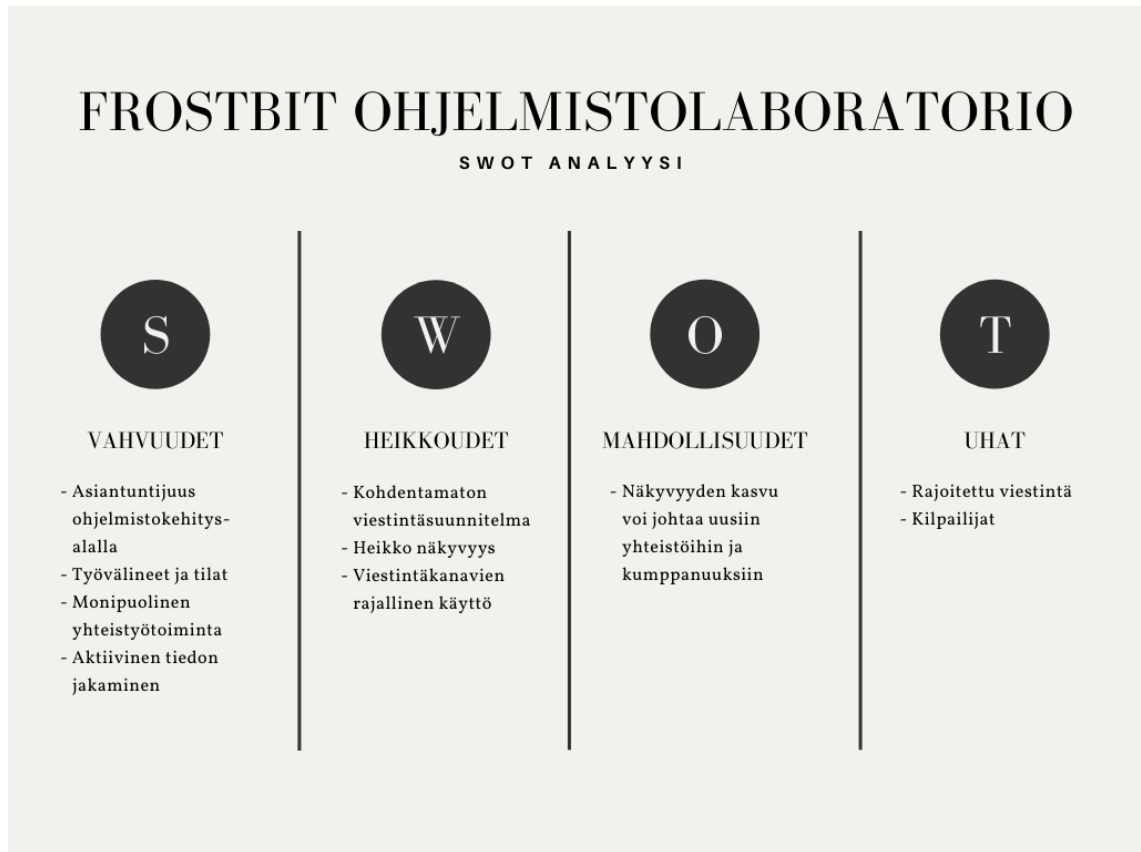 FROSTBIT OHJELMISTOLABORATORIO
SWOT ANALYYSI
S
VAHVUUDET
- Asiantuntijuus
ohjelmistokehitys-
alalla
- Työvälineet ja tilat
- Monipuolinen
yhteistyötoiminta
- Aktiivinen tiedon
jakaminen
W
HEIKKOUDET
- Kohdentamaton
viestintäsuunnitelma
- Heikko näkyvyys
- Viestintäkanavien
rajallinen käyttö
O
MAHDOLLISUUDET
- Näkyvyyden kasvu
voi johtaa uusiin
yhteistöihin ja
kumppanuuksiin
T
UHAT
- Rajoitettu viestintä
- Kilpailijat